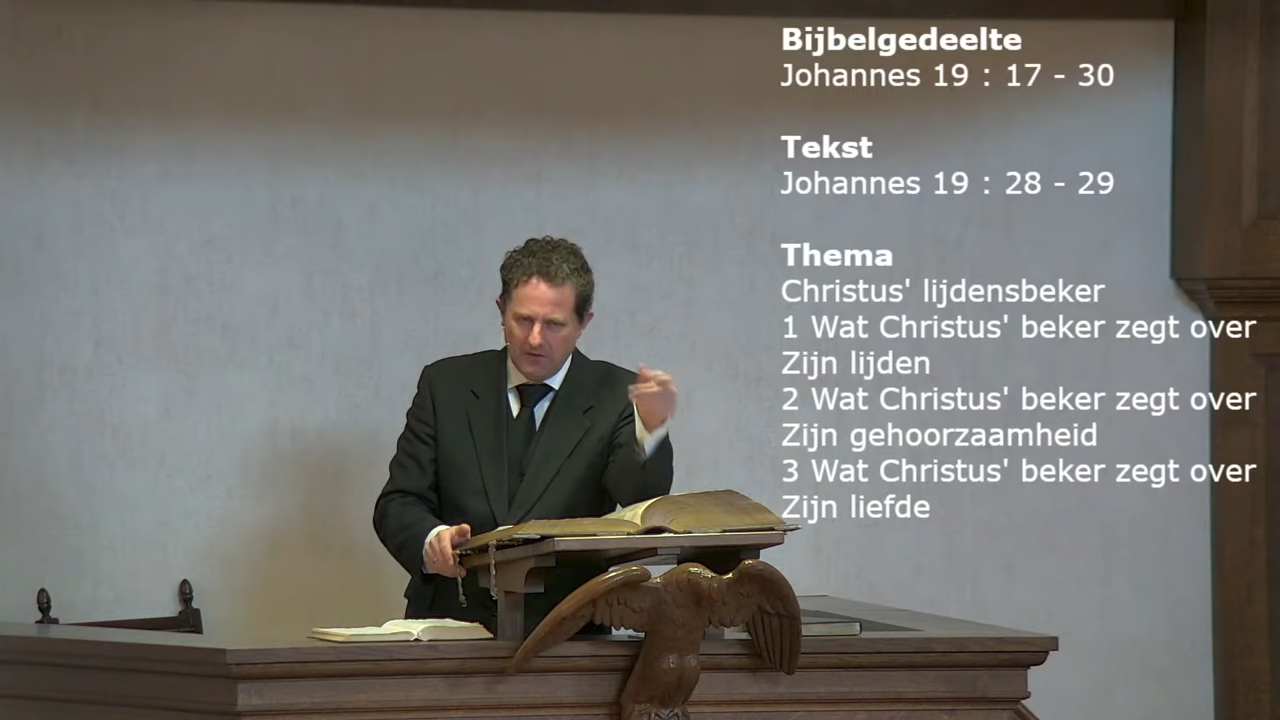 Bijbelgedeelte
Johannes 19 : 17 - 30
Tekst
Johannes 19 : 28 - 29
Thema
Christus' lijdensbeker
1 Wat Christus' beker zegt over
Zijn lijden
2 Wat Christus' beker zegt over
Zijn gehoorzaamheid
3 Wat Christus' beker zegt over
Zijn liefde